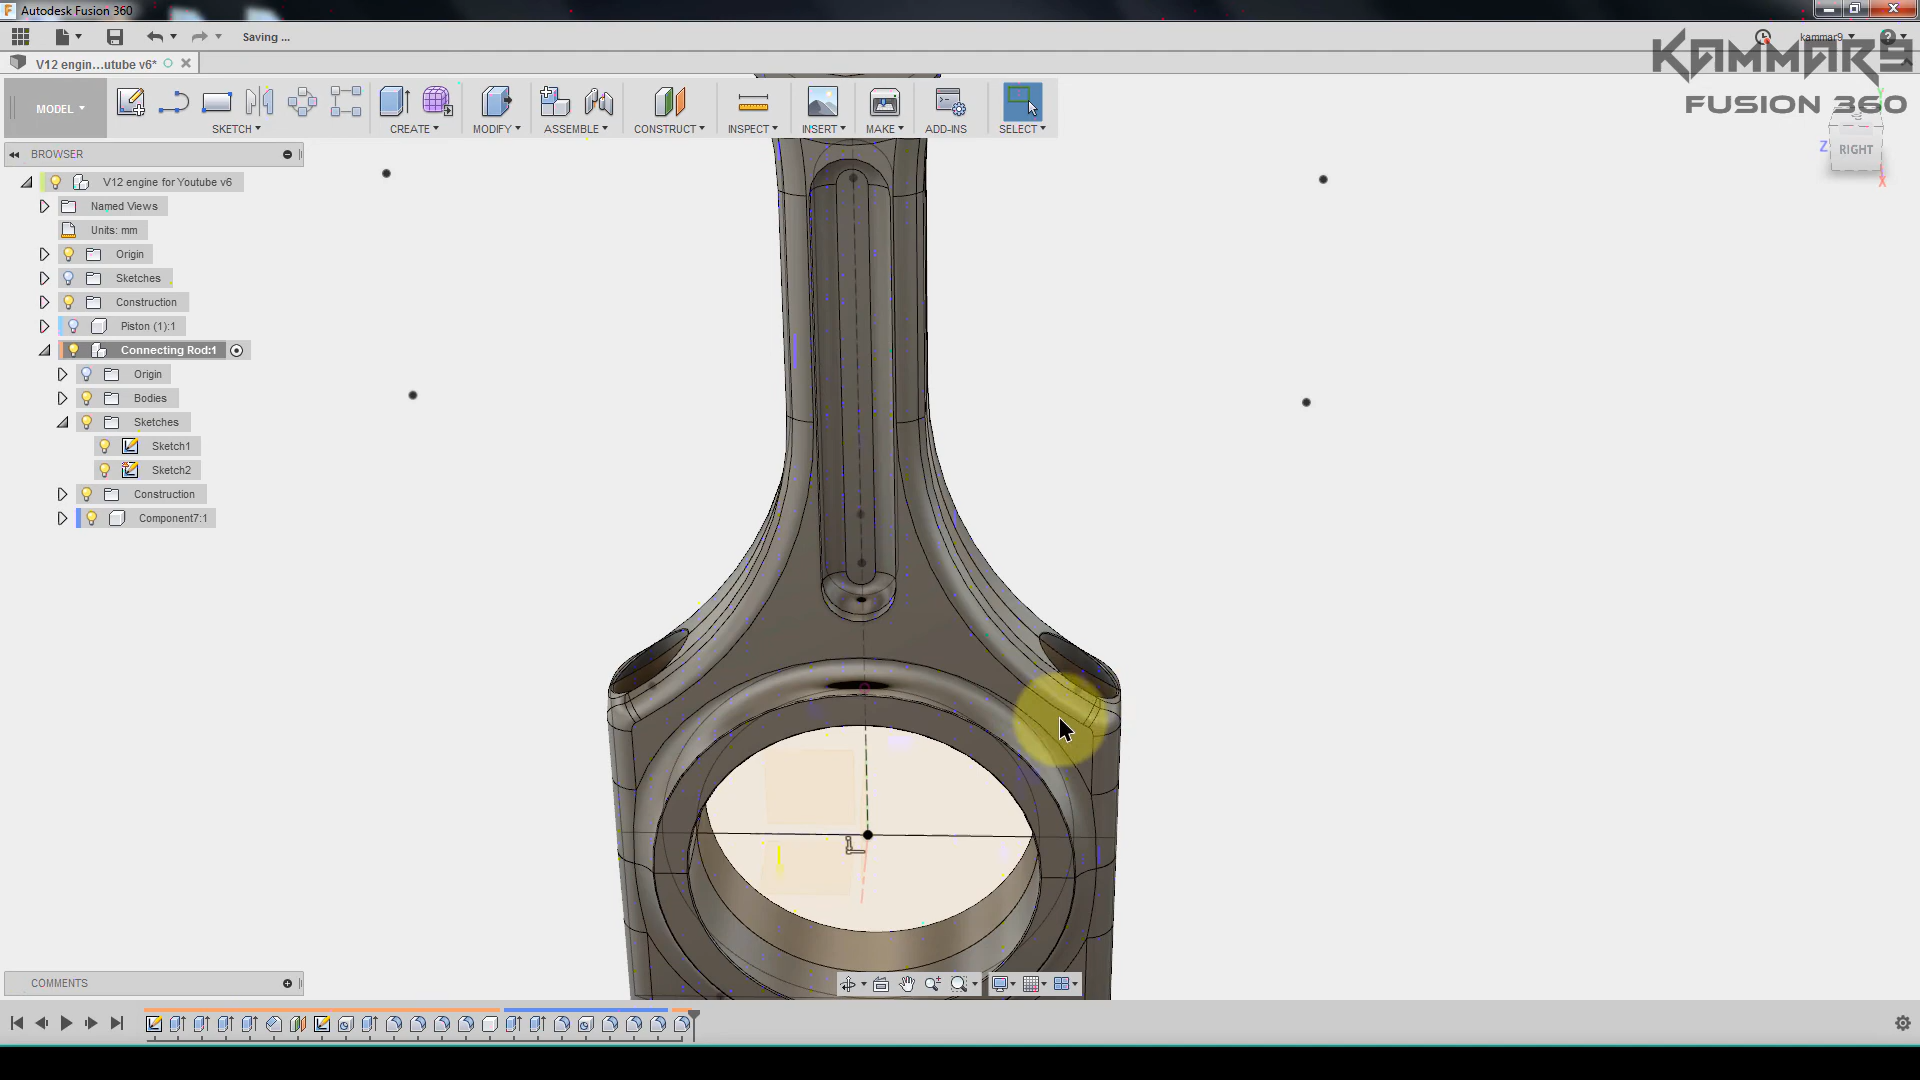 Autodesk Fusion 360
Saving ...
kammar9
KAMMAR9
FUSION 360
V12 engin...utube v6*
MODEL
SKETCH
CREATE
MODIFY
ASSEMBLE
CONSTRUCT
INSPECT
INSERT
MAKE
ADD-INS
SELECT
BROWSER
Z
RIGHT
X
V12 engine for Youtube v6
Named Views
Units: mm
Origin
Sketches
Construction
Piston (1):1
Connecting Rod:1
Origin
Bodies
Sketches
Sketch1
Sketch2
Construction
Component7:1
COMMENTS